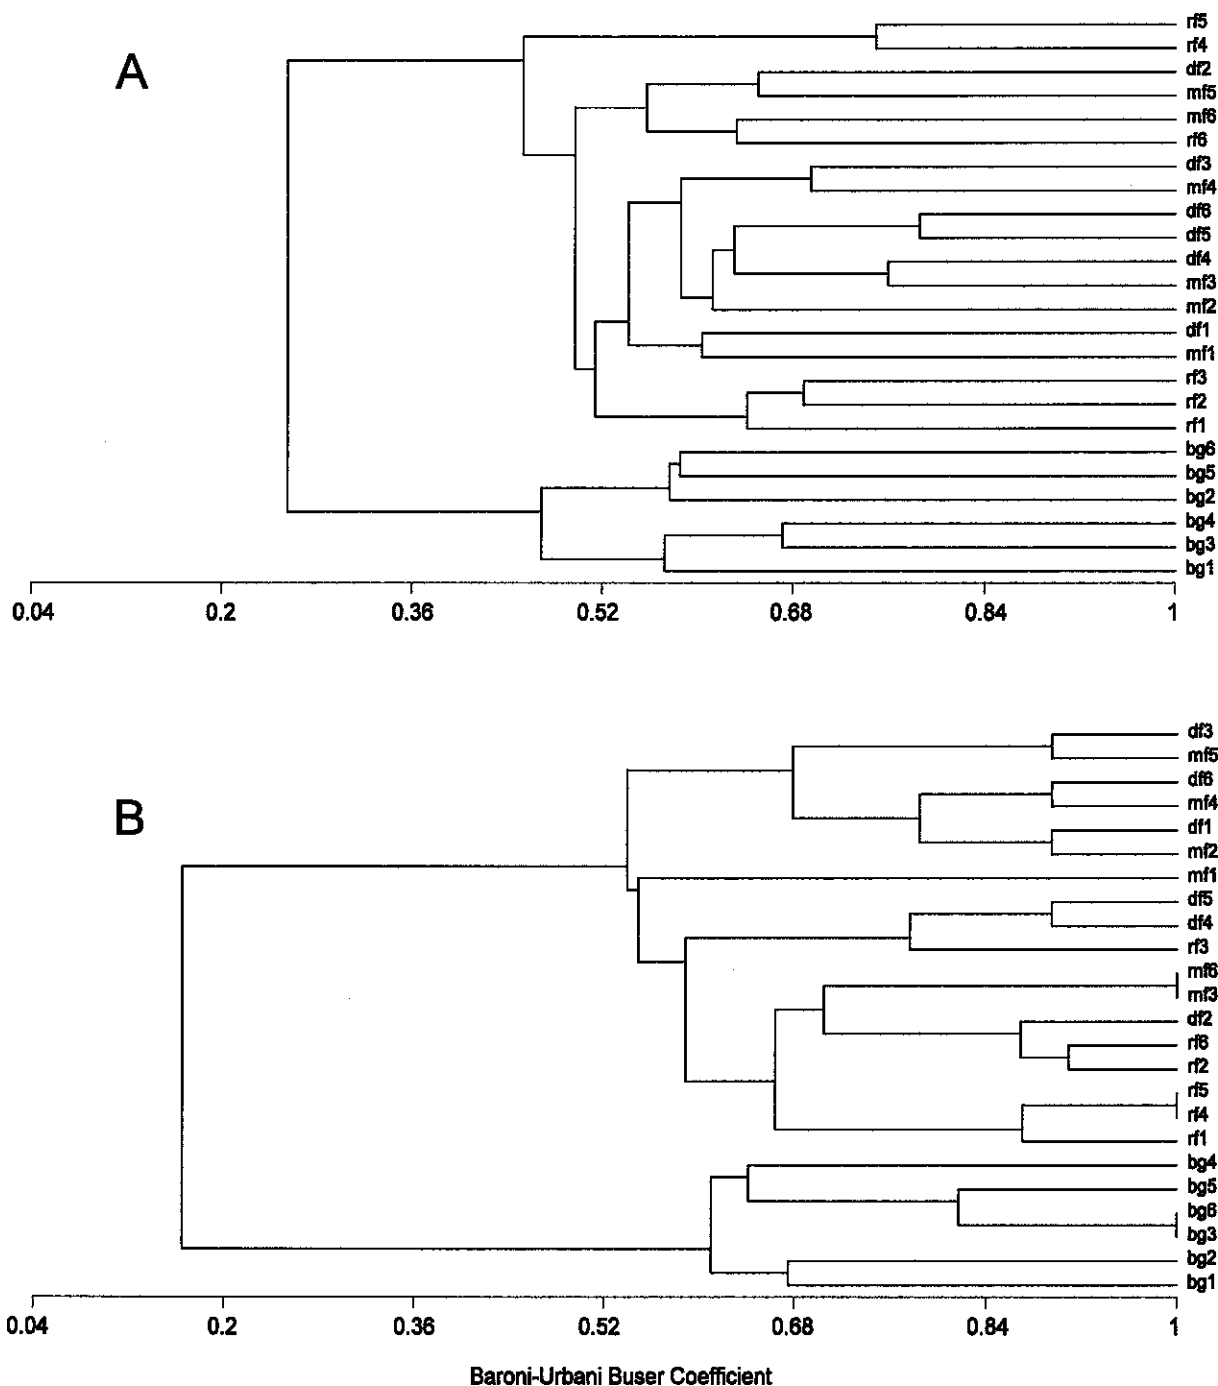 A
rf5
rf4
df2
mf5
mf6
rf6
df3
mf4
df6
df5
df4
mf3
mf2
df1
mf1
rf3
rf2
rf1
bg6
bg5
bg2
bg4
bg3
bg1
0.04 0.2 0.36 0.52 0.68 0.84 1
B
df3
mf5
df6
mf4
df1
mf2
mf1
df5
df4
rf3
mf6
mf3
df2
rf6
rf2
rf5
rf4
rf1
bg4
bg5
bg6
bg3
bg2
bg1
0.04 0.2 0.36 0.52 0.68 0.84 1
Baroni-Urbani Buser Coefficient